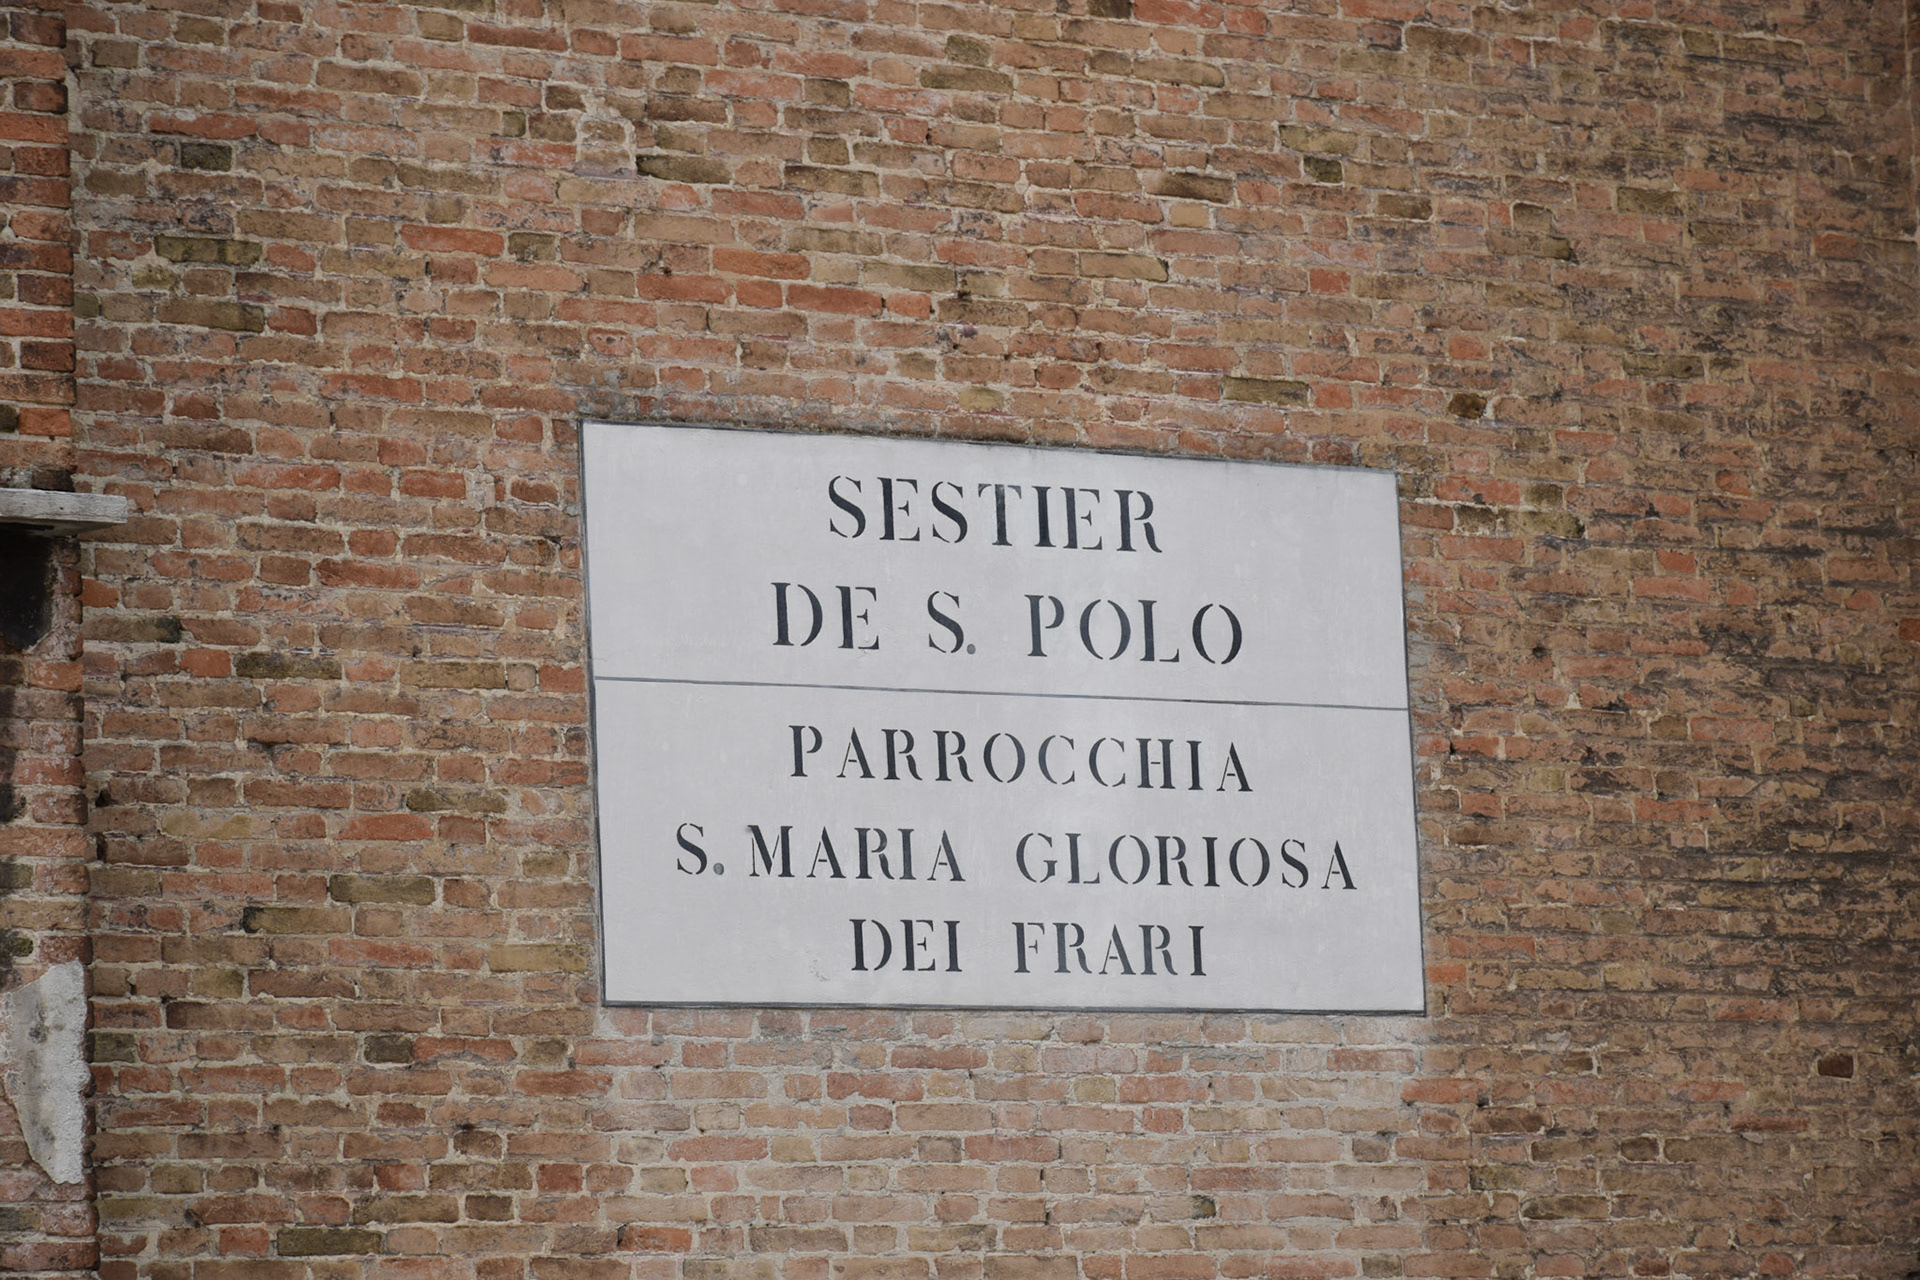 SESTIER
DE S. POLO
PARROCCHIA
S. MARIA GLORIOSA
DEI FRARI